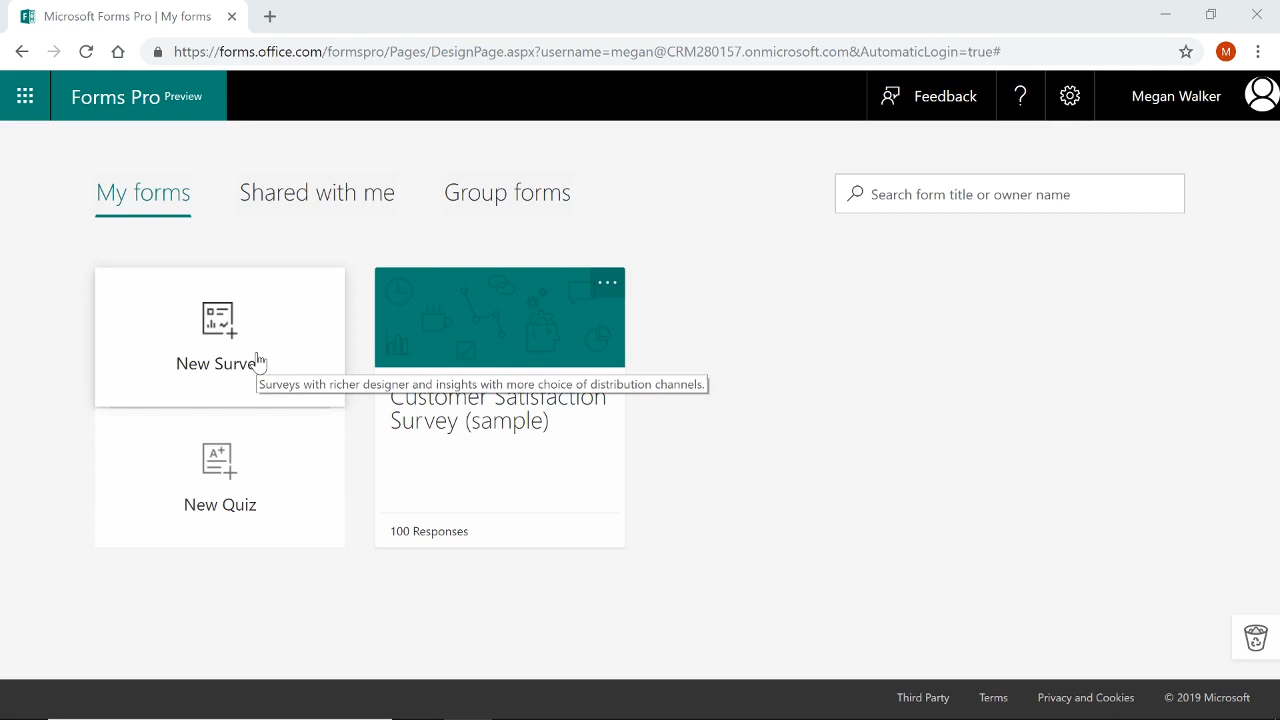 Microsoft Forms Pro | My forms
https://forms.office.com/formspro/Pages/DesignPage.aspx?username=megan@CRM280157.onmicrosoft.com&AutomaticLogin=true#
M
Forms Pro Preview
Feedback
?
Megan Walker
My forms
Shared with me
Group forms
Search form title or owner name
New Surve
Surveys with richer designer and insights with more choice of distribution channels.
Customer Satisfaction
Survey (sample)
A+
New Quiz
100 Responses
Third Party
Terms
Privacy and Cookies
© 2019 Microsoft